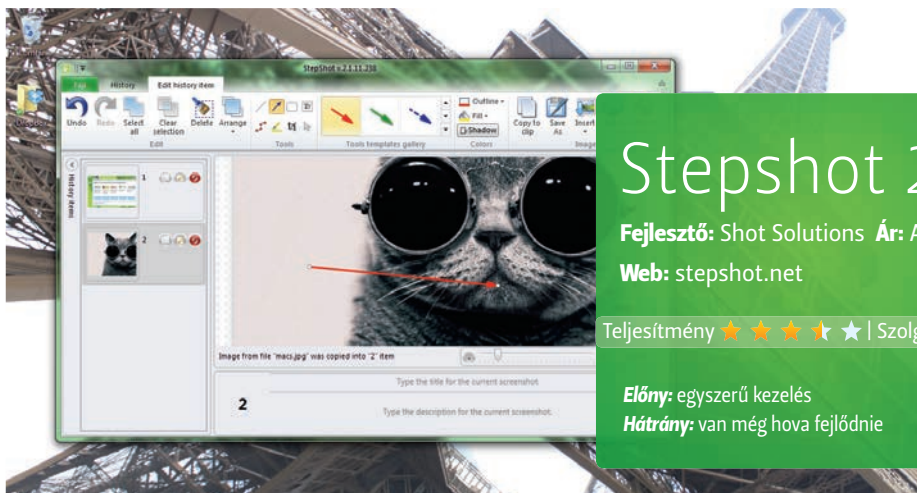 StepShot v.2.1.11.238
History
Edit history item
Undo
Redo
Select all
Clear selection
Delete
Arrange
Outline
Fill
Shadow
Copy to clip
Save As
Insert
Edit
Tools
Tools templates gallery
Colors
Image
History items
1
2
Image from file "macs.jpg" was copied into "2" item
2
Type the title for the current screenshot.
Type the description for the current screenshot.
Stepshot 2
Fejlesztő: Shot Solutions Ár: A
Web: stepshot.net
Teljesítmény | Szolg
Előny: egyszerű kezelés
Hátrány: van még hova fejlődnie